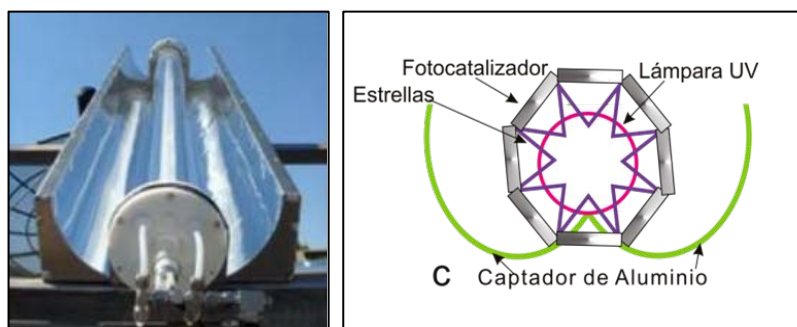 Fotocatalizador
Lámpara UV
Estrellas
C Captador de Aluminio